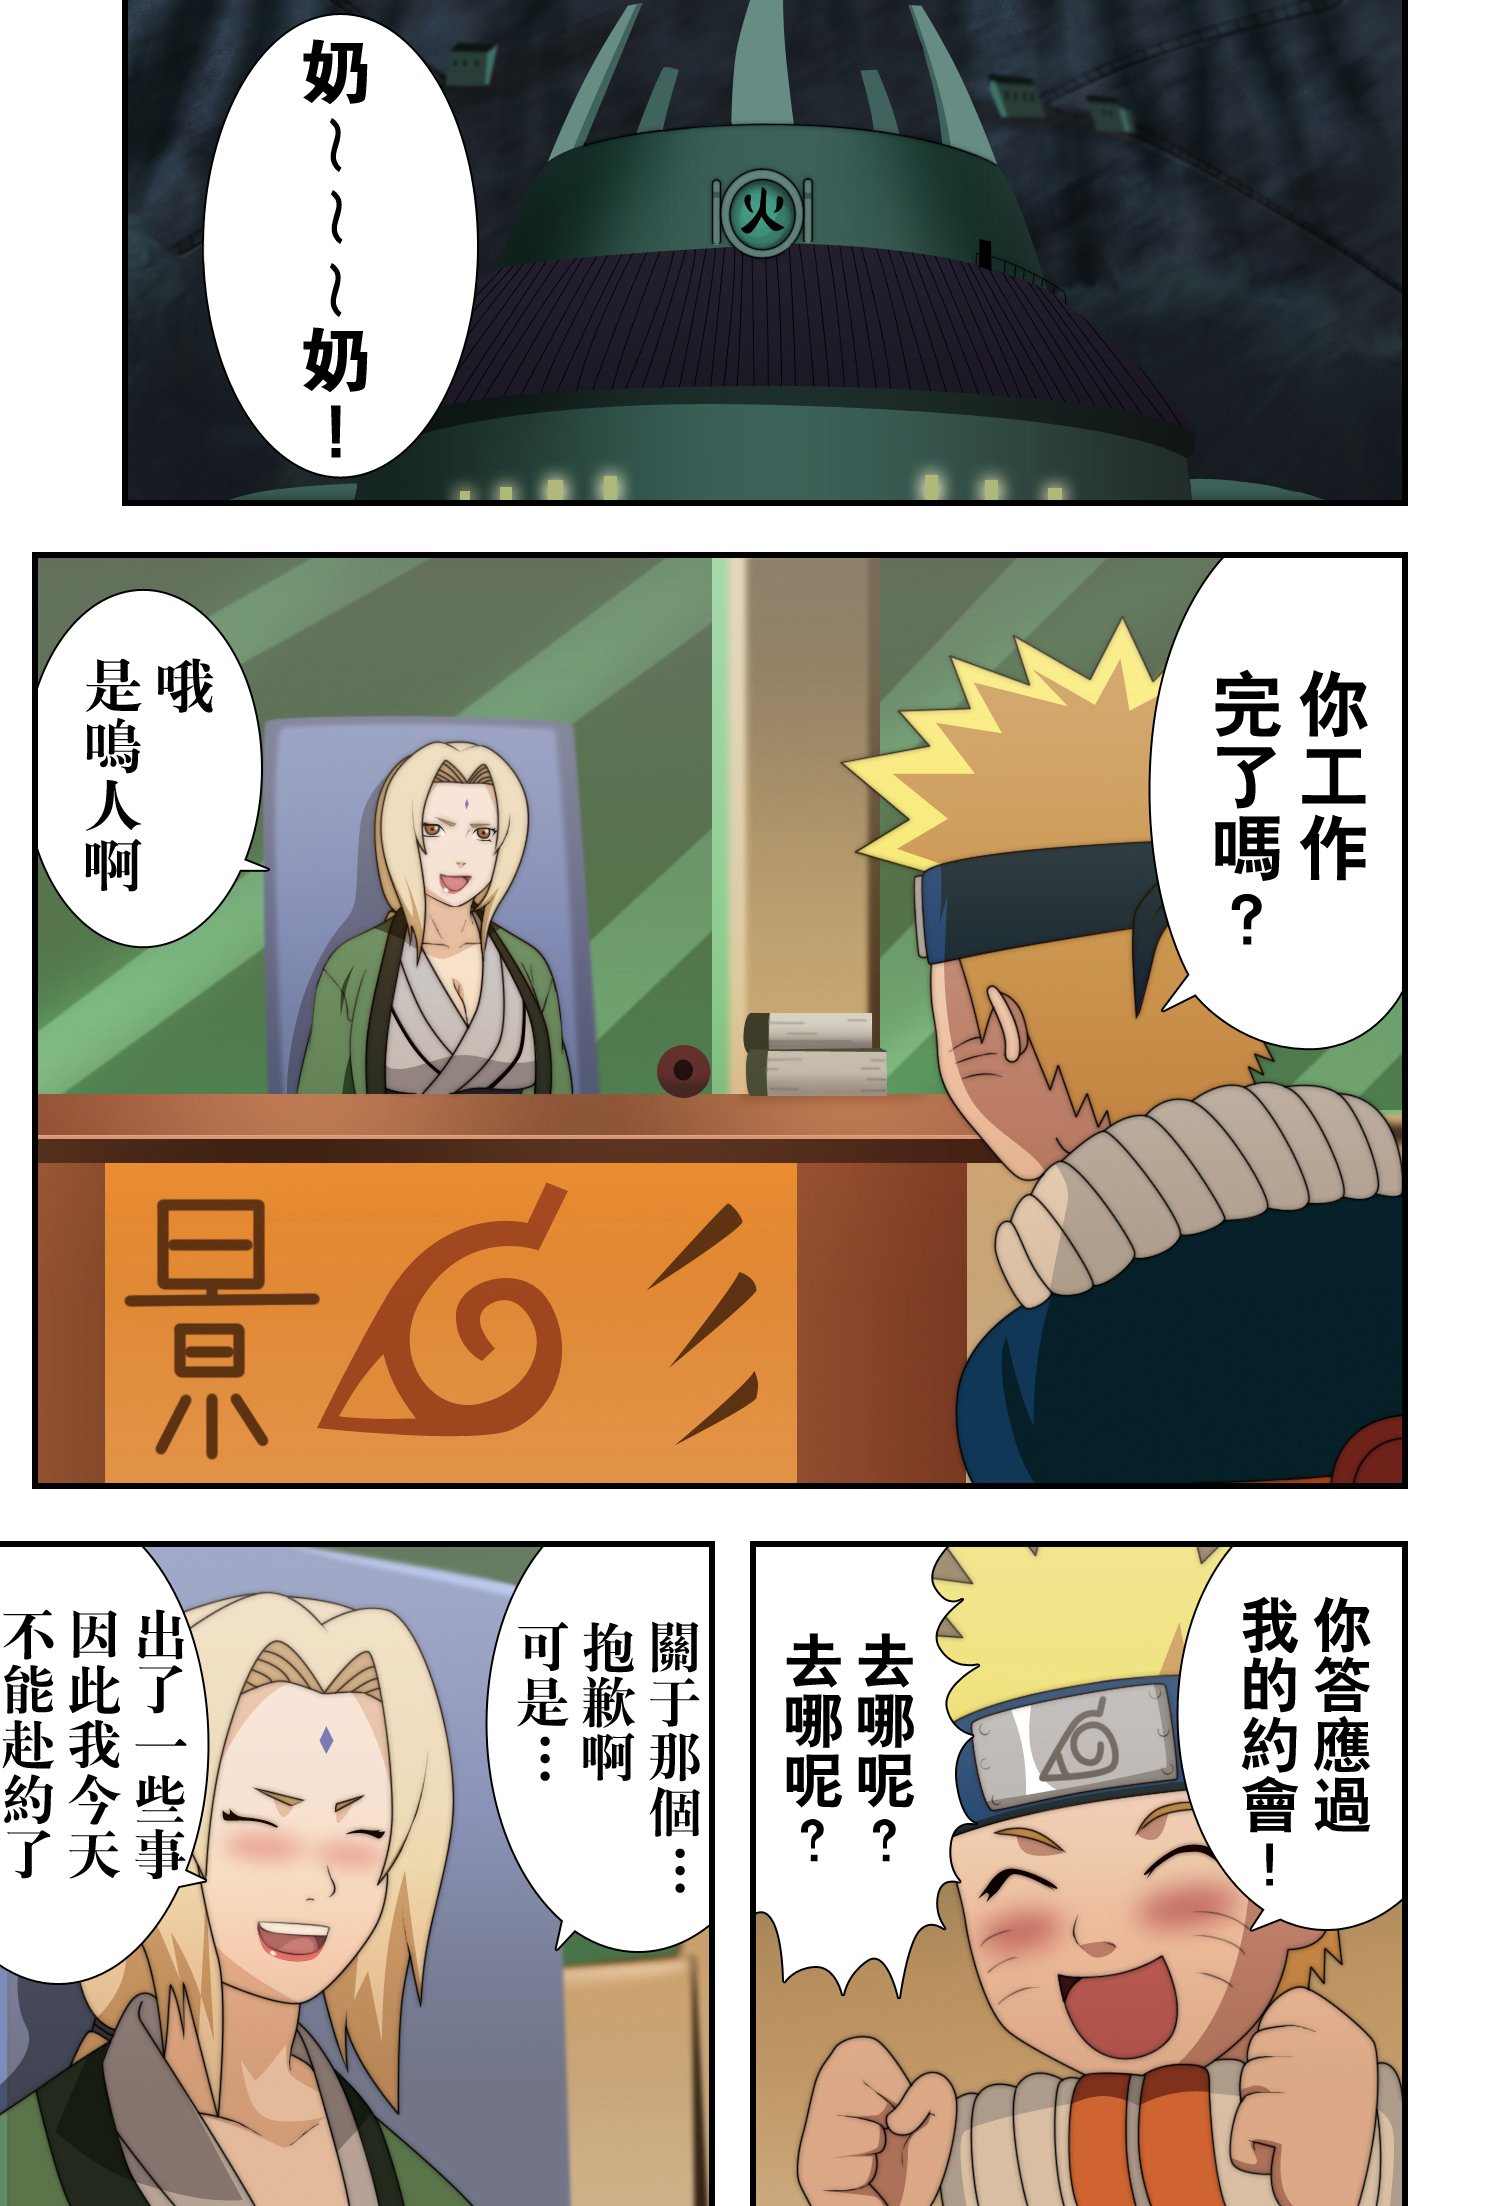 奶~~~奶!
火
你工作
完了嗎?
哦
是鳴人啊
景彡
你答應過
我的約會!
去哪呢?
去哪呢?
關于那個…
抱歉啊
可是…
出了一些事
因此我今天
不能赴約了